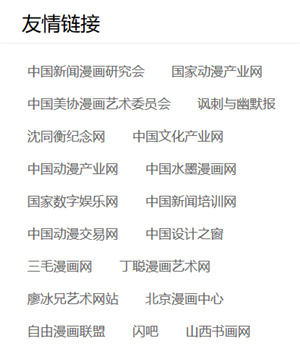 友情链接
中国新闻漫画研究会 国家动漫产业网
中国美协漫画艺术委员会 讽刺与幽默报
沈同衡纪念网 中国文化产业网
中国动漫产业网 中国水墨漫画网
国家数字娱乐网 中国新闻培训网
中国动漫交易网 中国设计之窗
三毛漫画网 丁聪漫画艺术网
廖冰兄艺术网站 北京漫画中心
自由漫画联盟 闪吧 山西书画网